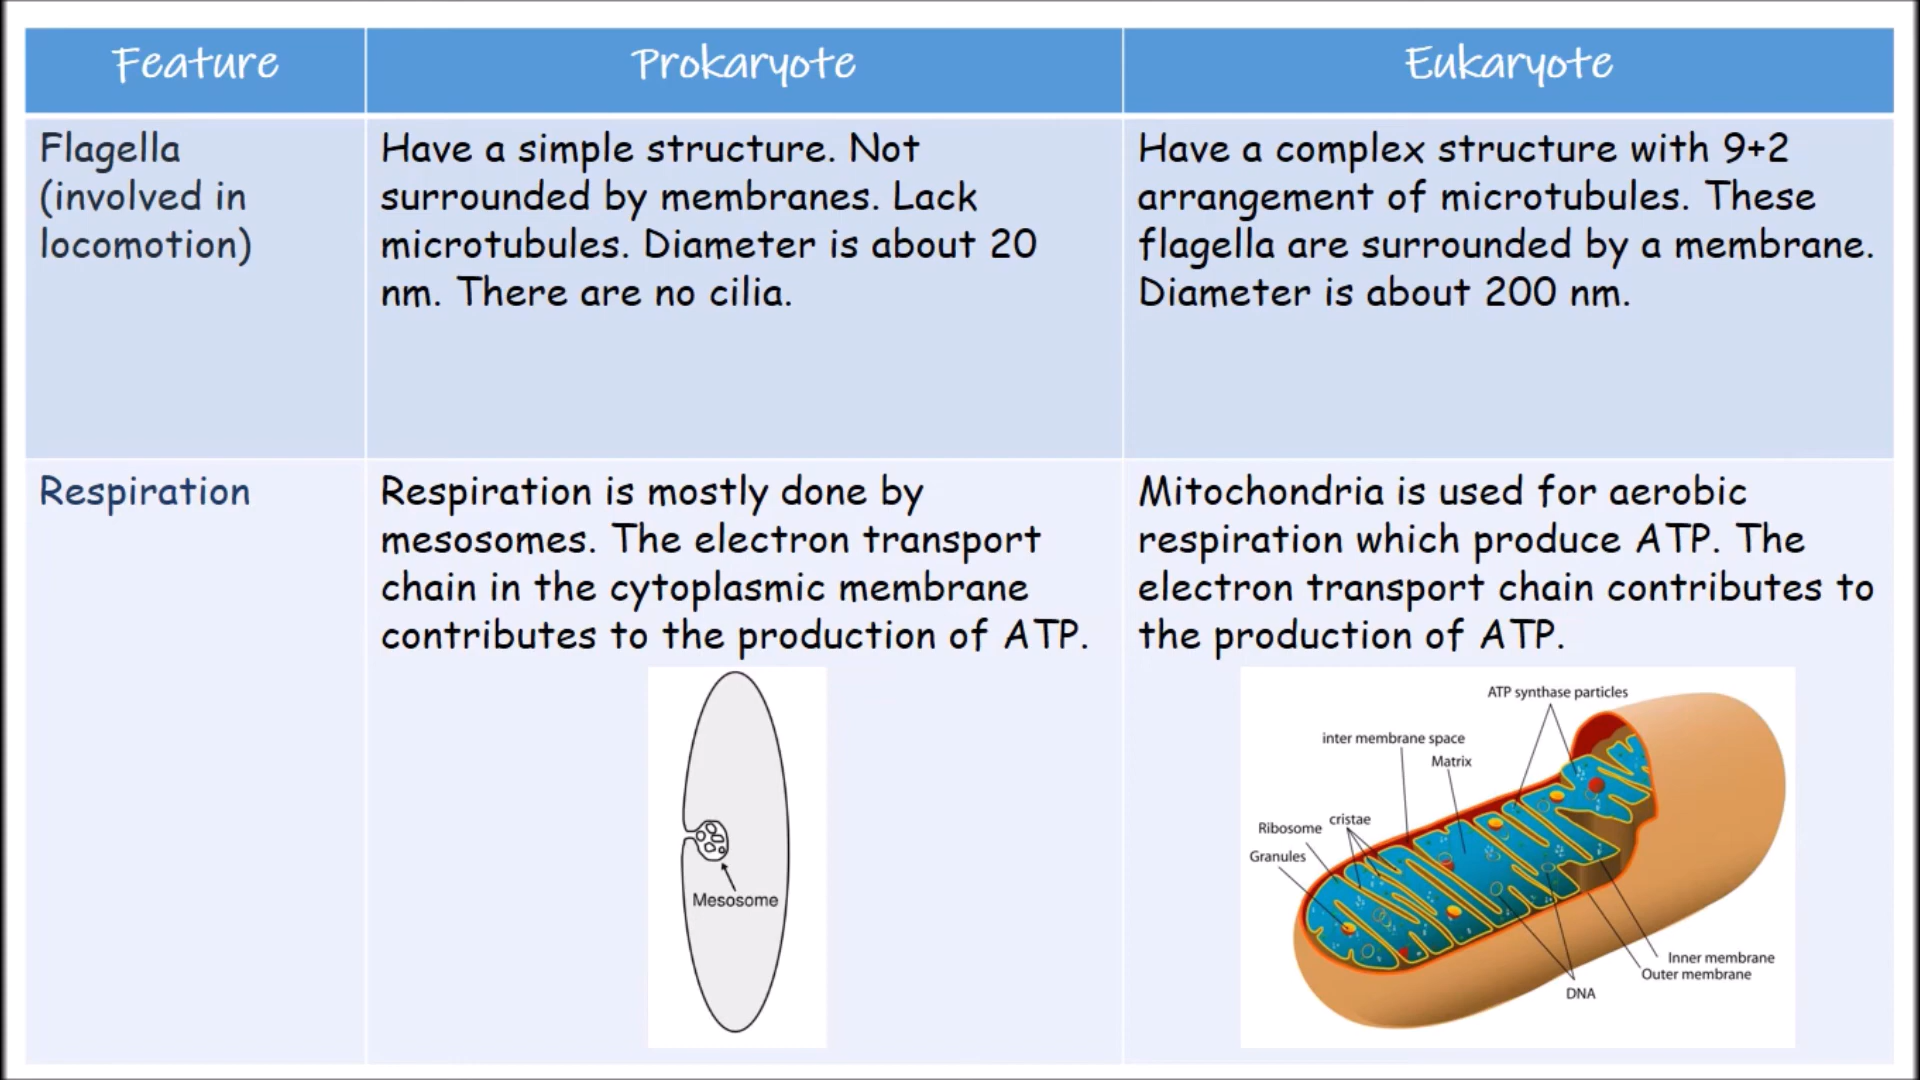 Feature
Prokaryote
Eukaryote
Flagella
(involved in
locomotion)
Have a simple structure. Not
surrounded by membranes. Lack
microtubules. Diameter is about 20
nm. There are no cilia.
Have a complex structure with 9+2
arrangement of microtubules. These
flagella are surrounded by a membrane.
Diameter is about 200 nm.
Respiration
Respiration is mostly done by
mesosomes. The electron transport
chain in the cytoplasmic membrane
contributes to the production of ATP.
Mesosome
Mitochondria is used for aerobic
respiration which produce ATP. The
electron transport chain contributes to
the production of ATP.
ATP synthase particles
inter membrane space
Matrix
cristae
Ribosome
Granules
Inner membrane
Outer membrane
DNA